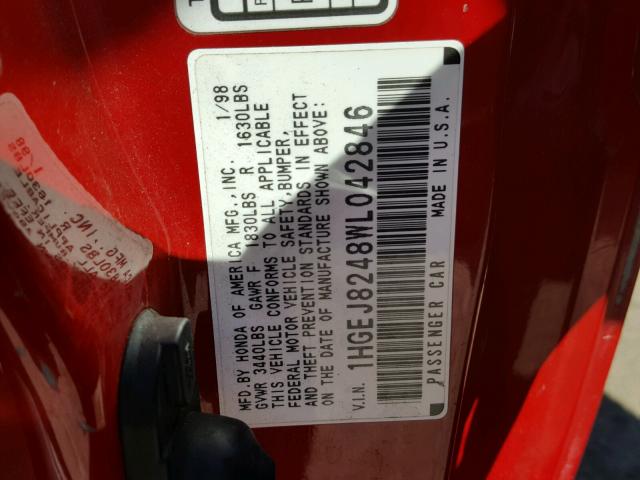 MFD.BY HONDA OF AMERICA MFG.,INC. 1/98
GVWR 3440LBS GAWR F 1830LBS R 1630LBS
THIS VEHICLE CONFORMS TO ALL APPLICABLE
FEDERAL MOTOR VEHICLE SAFETY,BUMPER,
AND THEFT PREVENTION STANDARDS IN EFFECT
ON THE DATE OF MANUFACTURE SHOWN ABOVE:
V.I.N. 1HGEJ8248WL042846
PASSENGER CAR MADE IN U.S.A.